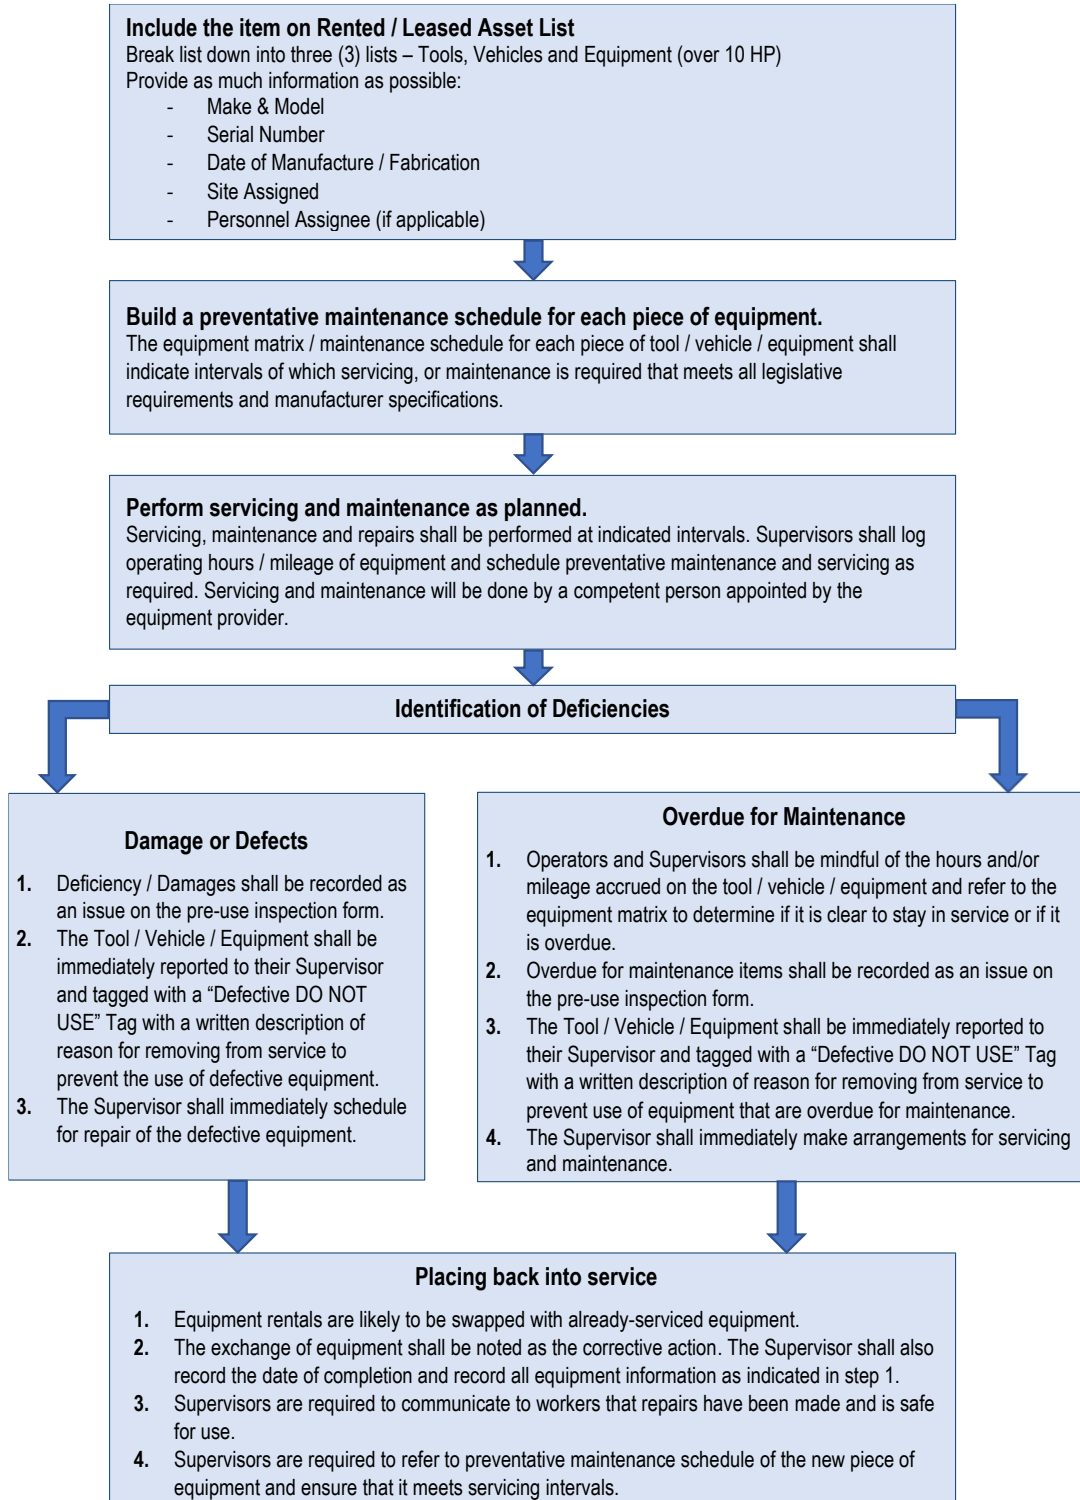 Include the item on Rented / Leased Asset List
Break list down into three (3) lists – Tools, Vehicles and Equipment (over 10 HP)
Provide as much information as possible:
- Make & Model
- Serial Number
- Date of Manufacture / Fabrication
- Site Assigned
- Personnel Assignee (if applicable)
Build a preventative maintenance schedule for each piece of equipment.
The equipment matrix / maintenance schedule for each piece of tool / vehicle / equipment shall
indicate intervals of which servicing, or maintenance is required that meets all legislative
requirements and manufacturer specifications.
Perform servicing and maintenance as planned.
Servicing, maintenance and repairs shall be performed at indicated intervals. Supervisors shall log
operating hours / mileage of equipment and schedule preventative maintenance and servicing as
required. Servicing and maintenance will be done by a competent person appointed by the
equipment provider.
Identification of Deficiencies
Damage or Defects
1. Deficiency / Damages shall be recorded as
an issue on the pre-use inspection form.
2. The Tool / Vehicle / Equipment shall be
immediately reported to their Supervisor
and tagged with a “Defective DO NOT
USE” Tag with a written description of
reason for removing from service to
prevent the use of defective equipment.
3. The Supervisor shall immediately schedule
for repair of the defective equipment.
Overdue for Maintenance
1. Operators and Supervisors shall be mindful of the hours and/or
mileage accrued on the tool / vehicle / equipment and refer to the
equipment matrix to determine if it is clear to stay in service or if it
is overdue.
2. Overdue for maintenance items shall be recorded as an issue on
the pre-use inspection form.
3. The Tool / Vehicle / Equipment shall be immediately reported to
their Supervisor and tagged with a “Defective DO NOT USE” Tag
with a written description of reason for removing from service to
prevent use of equipment that are overdue for maintenance.
4. The Supervisor shall immediately make arrangements for servicing
and maintenance.
Placing back into service
1. Equipment rentals are likely to be swapped with already-serviced equipment.
2. The exchange of equipment shall be noted as the corrective action. The Supervisor shall also
record the date of completion and record all equipment information as indicated in step 1.
3. Supervisors are required to communicate to workers that repairs have been made and is safe
for use.
4. Supervisors are required to refer to preventative maintenance schedule of the new piece of
equipment and ensure that it meets servicing intervals.